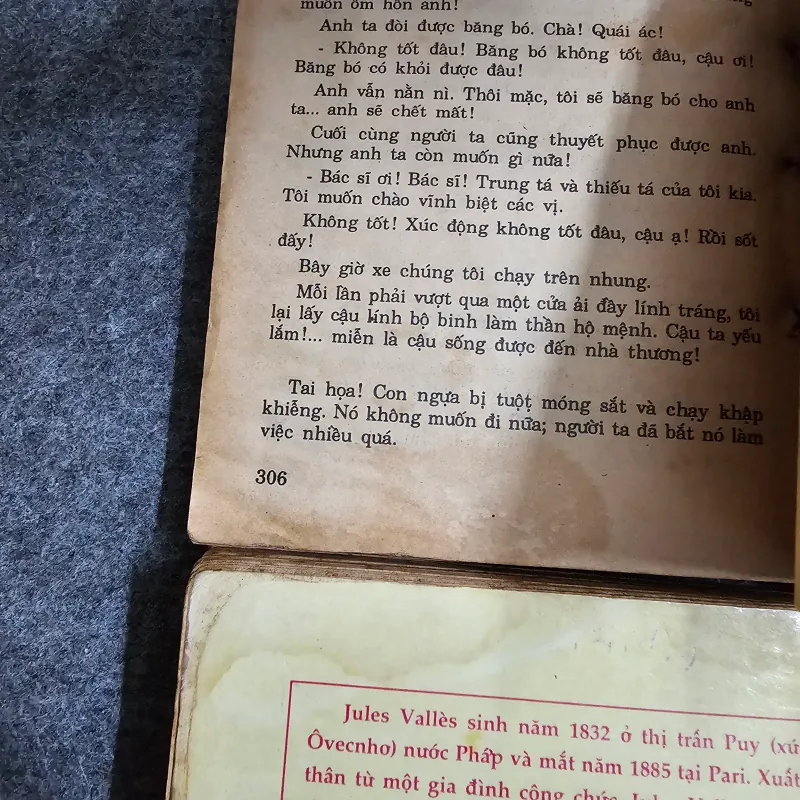 muốn ôm hôn anh!
Anh ta đòi được băng bó. Chà! Quái ác!
- Không tốt đâu! Băng bó không tốt đâu, cậu ơi!
Băng bó có khỏi được đâu!
Anh vẫn nằn nì. Thôi mặc, tôi sẽ băng bó cho anh
ta... anh sẽ chết mất!
Cuối cùng người ta cũng thuyết phục được anh.
Nhưng anh ta còn muốn gì nữa!
- Bác sĩ ơi! Bác sĩ! Trung tá và thiếu tá của tôi kia.
Tôi muốn chào vĩnh biệt các vị.
Không tốt! Xúc động không tốt đâu, cậu ạ! Rồi sốt
đấy!
Bây giờ xe chúng tôi chạy trên nhung.
Mỗi lần phải vượt qua một cửa ải đầy lính tráng, tôi
lại lấy cậu lính bộ binh làm thần hộ mệnh. Cậu ta yếu
lắm!... miễn là cậu sống được đến nhà thương!
Tai họa! Con ngựa bị tuột móng sắt và chạy khập
khiễng. Nó không muốn đi nữa; người ta đã bắt nó làm
việc nhiều quá.
306
Jules Vallès sinh năm 1832 ở thị trấn Puy (xứ
Ôvecnhơ) nước Pháp và mất năm 1885 tại Pari. Xuất
thân từ một gia đình công chức